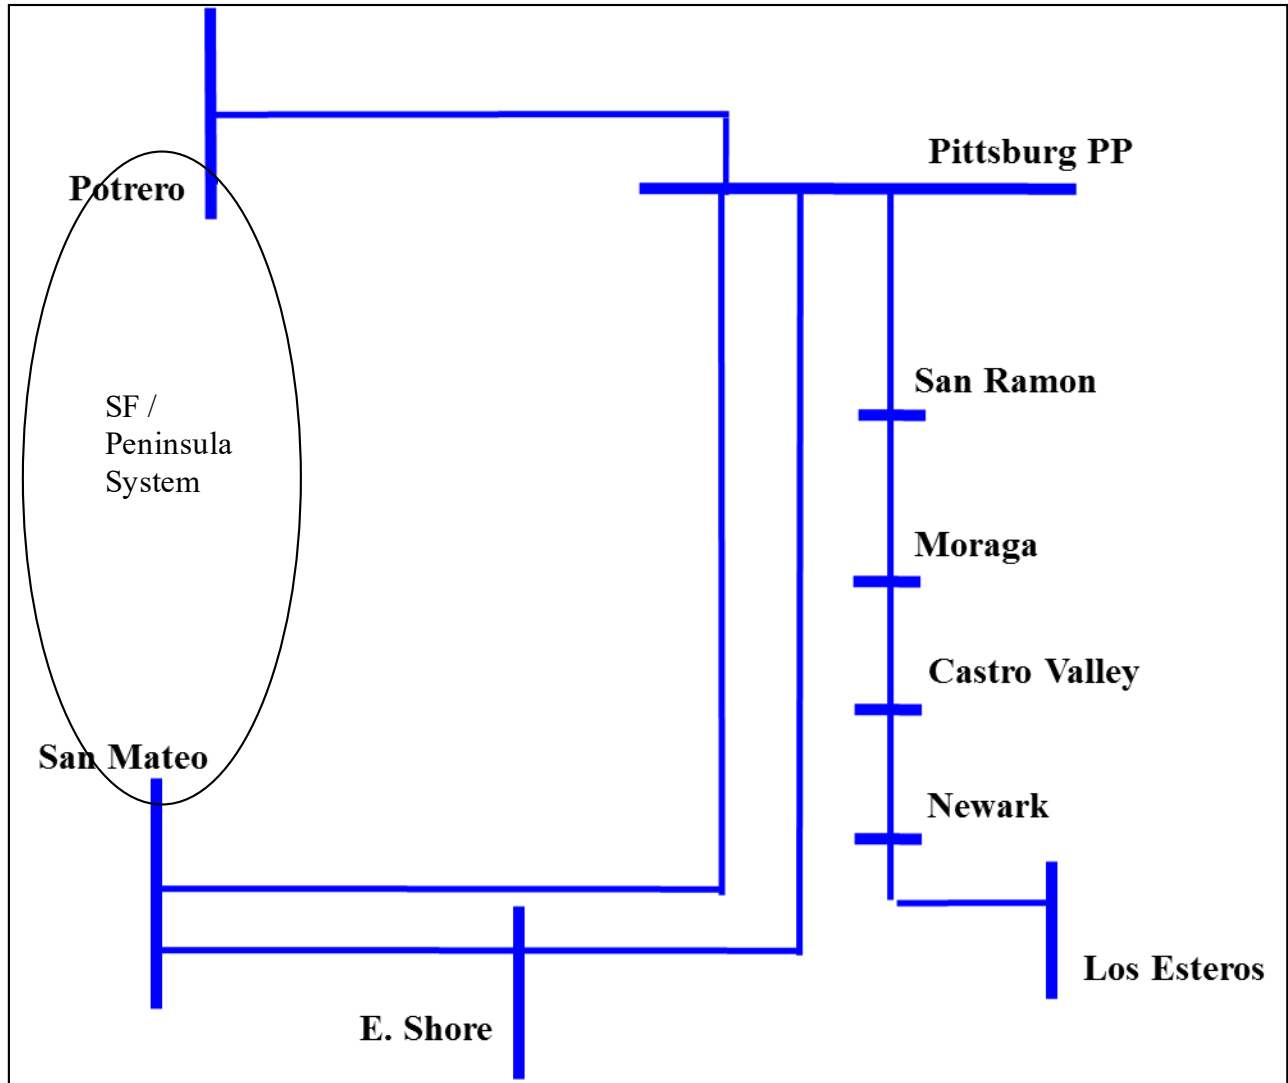 Pittsburg PP
Potrero
San Ramon
SF /
Peninsula
System
Moraga
Castro Valley
San Mateo
Newark
Los Esteros
E. Shore